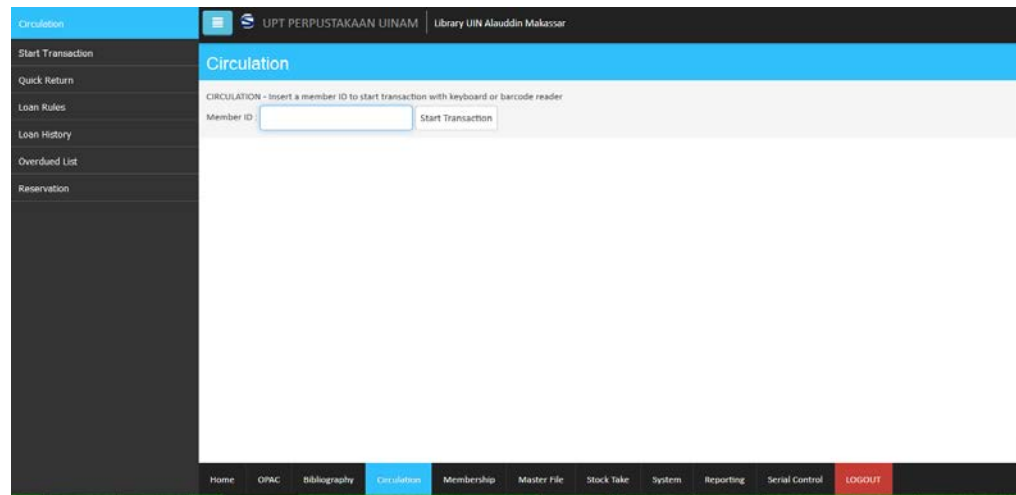 Circulation
Start Transaction
Quick Return
Loan Rules
Loan History
Overdued List
Reservation
UPT PERPUSTAKAAN UINAM Library UIN Alauddin Makassar
Circulation
CIRCULATION - Insert a member ID to start transaction with keyboard or barcode reader
Member ID : Start Transaction
Home OPAC Bibliography Circulation Membership Master File Stock Take System Reporting Serial Control LOGOUT